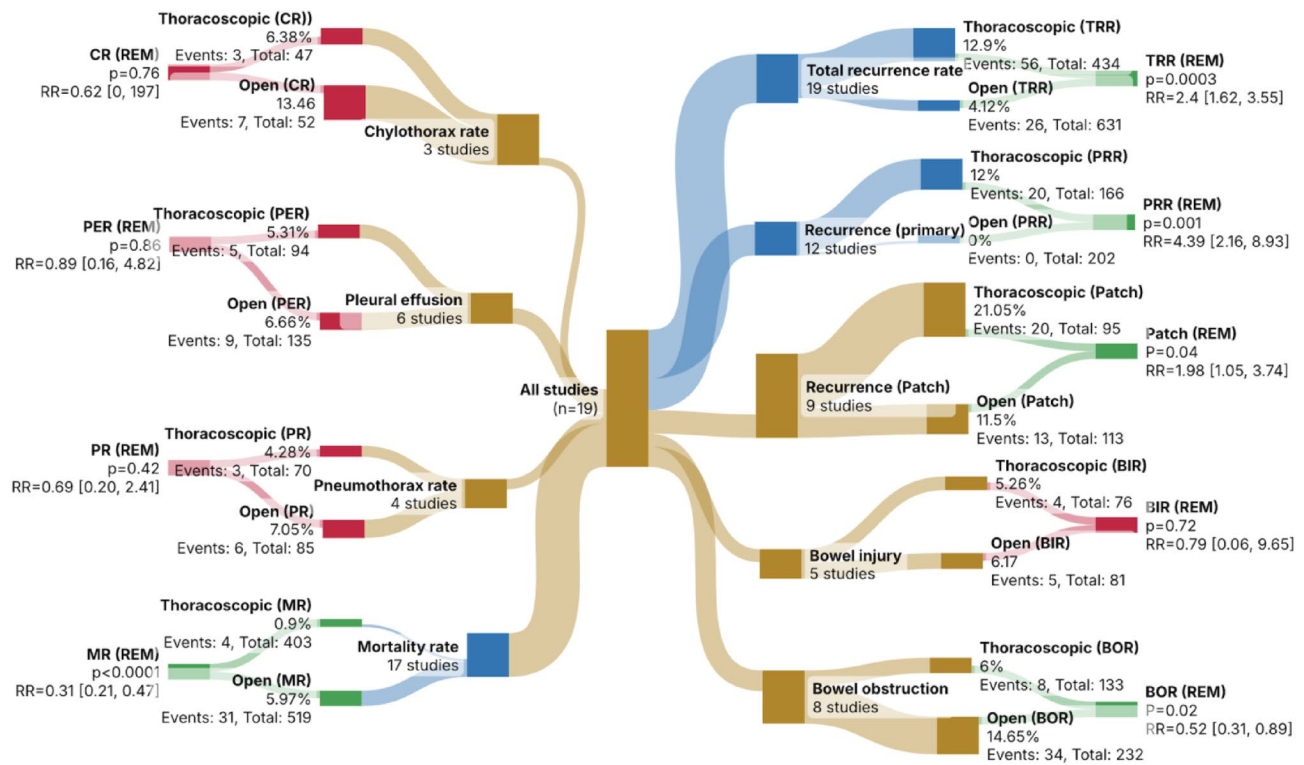 Thoracoscopic (CR))
6.38%
Events: 3, Total: 47
CR (REM)
p=0.76
RR=0.62 [0, 197]
Open (CR)
13.46
Events: 7, Total: 52
Chylothorax rate
3 studies
Thoracoscopic (PER)
5.31%
Events: 5, Total: 94
PER (REM)
p=0.86
RR=0.89 [0.16, 4.82]
Open (PER)
6.66%
Events: 9, Total: 135
Pleural effusion
6 studies
All studies
(n=19)
Thoracoscopic (PR)
4.28%
Events: 3, Total: 70
PR (REM)
p=0.42
RR=0.69 [0.20, 2.41]
Open (PR)
7.05%
Events: 6, Total: 85
Pneumothorax rate
4 studies
Thoracoscopic (MR)
0.9%
Events: 4, Total: 403
MR (REM)
p<0.0001
RR=0.31 [0.21, 0.47]
Open (MR)
5.97%
Events: 31, Total: 519
Mortality rate
17 studies
Total recurrence rate
19 studies
Thoracoscopic (TRR)
12.9%
Events: 56, Total: 434
Open (TRR)
4.12%
Events: 26, Total: 631
TRR (REM)
p=0.0003
RR=2.4 [1.62, 3.55]
Recurrence (primary)
12 studies
Thoracoscopic (PRR)
12%
Events: 20, Total: 166
Open (PRR)
0%
Events: 0, Total: 202
PRR (REM)
p=0.001
RR=4.39 [2.16, 8.93]
Recurrence (Patch)
9 studies
Thoracoscopic (Patch)
21.05%
Events: 20, Total: 95
Open (Patch)
11.5%
Events: 13, Total: 113
Patch (REM)
P=0.04
RR=1.98 [1.05, 3.74]
Bowel injury
5 studies
Thoracoscopic (BIR)
5.26%
Events: 4, Total: 76
Open (BIR)
6.17
Events: 5, Total: 81
BIR (REM)
p=0.72
RR=0.79 [0.06, 9.65]
Bowel obstruction
8 studies
Thoracoscopic (BOR)
6%
Events: 8, Total: 133
Open (BOR)
14.65%
Events: 34, Total: 232
BOR (REM)
P=0.02
RR=0.52 [0.31, 0.89]